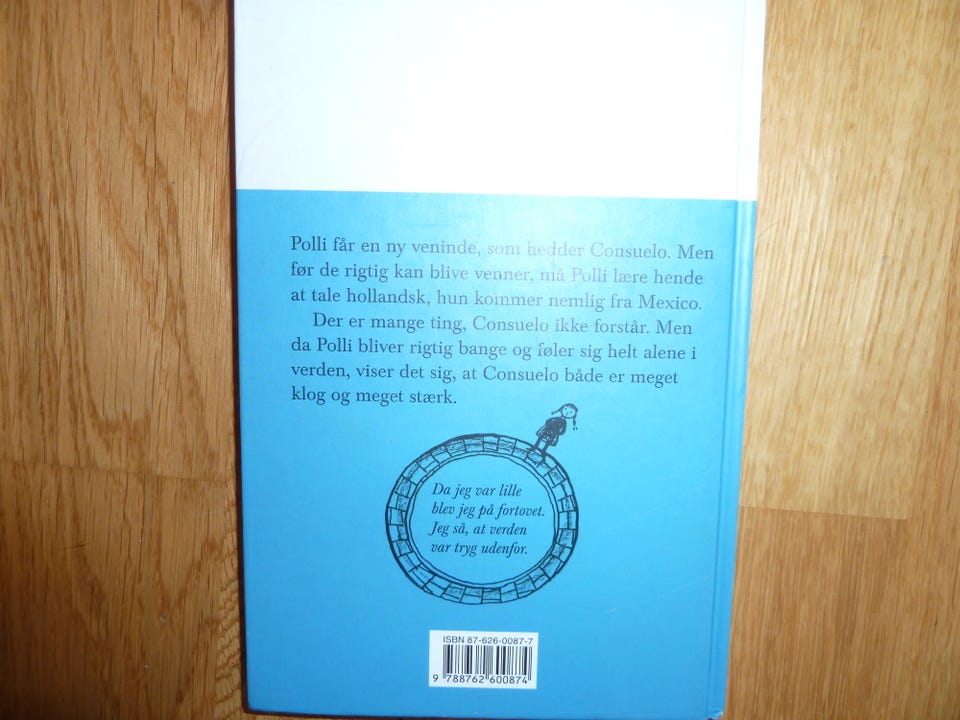 Polli får en ny veninde, som hedder Consuelo. Men
før de rigtig kan blive venner, må Polli lære hende
at tale hollandsk, hun kommer nemlig fra Mexico.
Der er mange ting, Consuelo ikke forstår. Men
da Polli bliver rigtig bange og føler sig helt alene i
verden, viser det sig, at Consuelo både er meget
klog og meget stærk.
Da jeg var lille
blev jeg på fortovet.
Jeg så, at verden
var tryg udenfor.
ISBN 87-626-0087-7
9 788762 600874